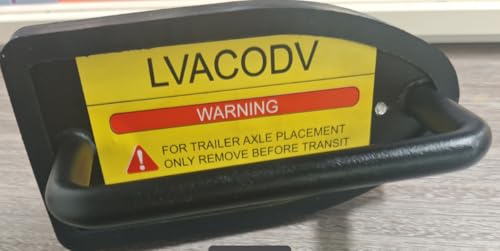 LVACODV
WARNING
FOR TRAILER AXLE PLACEMENT
ONLY REMOVE BEFORE TRANSIT